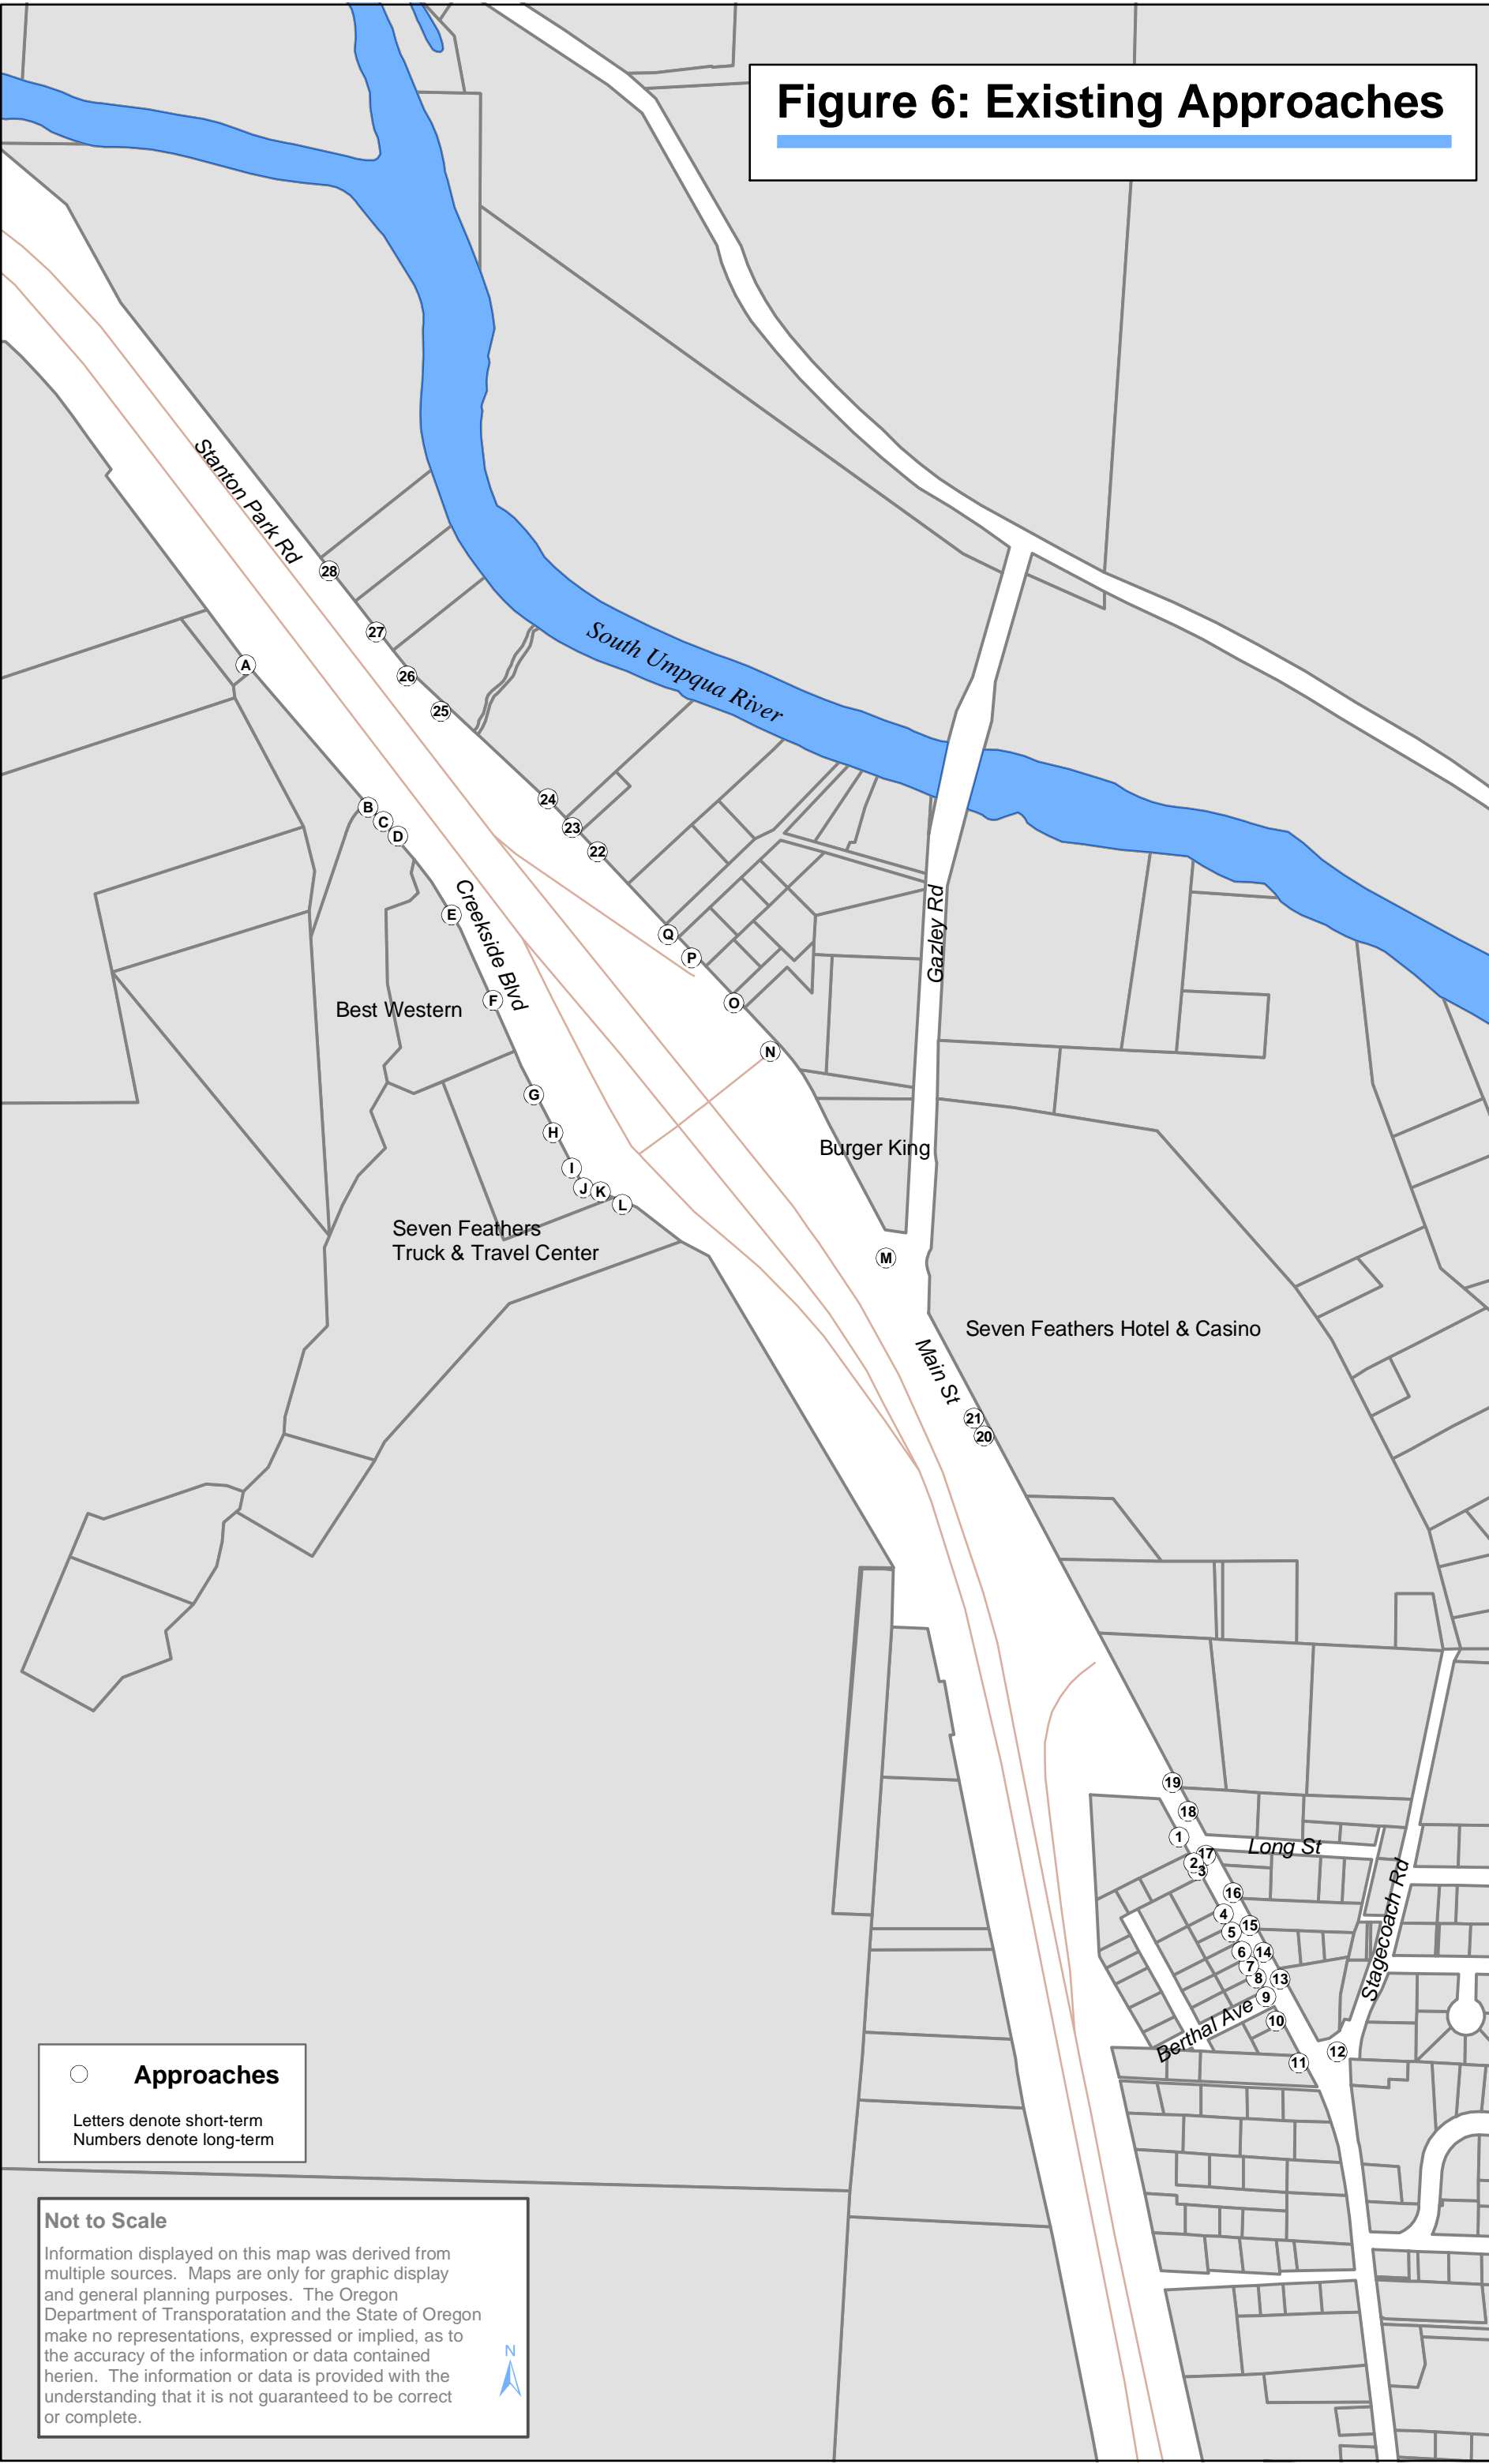 Figure 6: Existing Approaches
Stanton Park Rd
28
27
A
26
25
South Umpqua River
24
B
C
23
D
22
Creekside Blvd
E
Q
Gazley Rd
P
Best Western
F
O
N
G
H
Burger King
I
J
K
L
Seven Feathers
Truck & Travel Center
M
Seven Feathers Hotel & Casino
Main St
21
20
19
18
1
Long St
17
2
3
Stagecoach Rd
16
4
15
5
6
14
7
8
13
9
Berthal Ave
10
12
11
Approaches
Letters denote short-term
Numbers denote long-term
Not to Scale
Information displayed on this map was derived from
multiple sources. Maps are only for graphic display
and general planning purposes. The Oregon
Department of Transporatation and the State of Oregon
make no representations, expressed or implied, as to
the accuracy of the information or data contained
herien. The information or data is provided with the
understanding that it is not guaranteed to be correct
or complete.
N